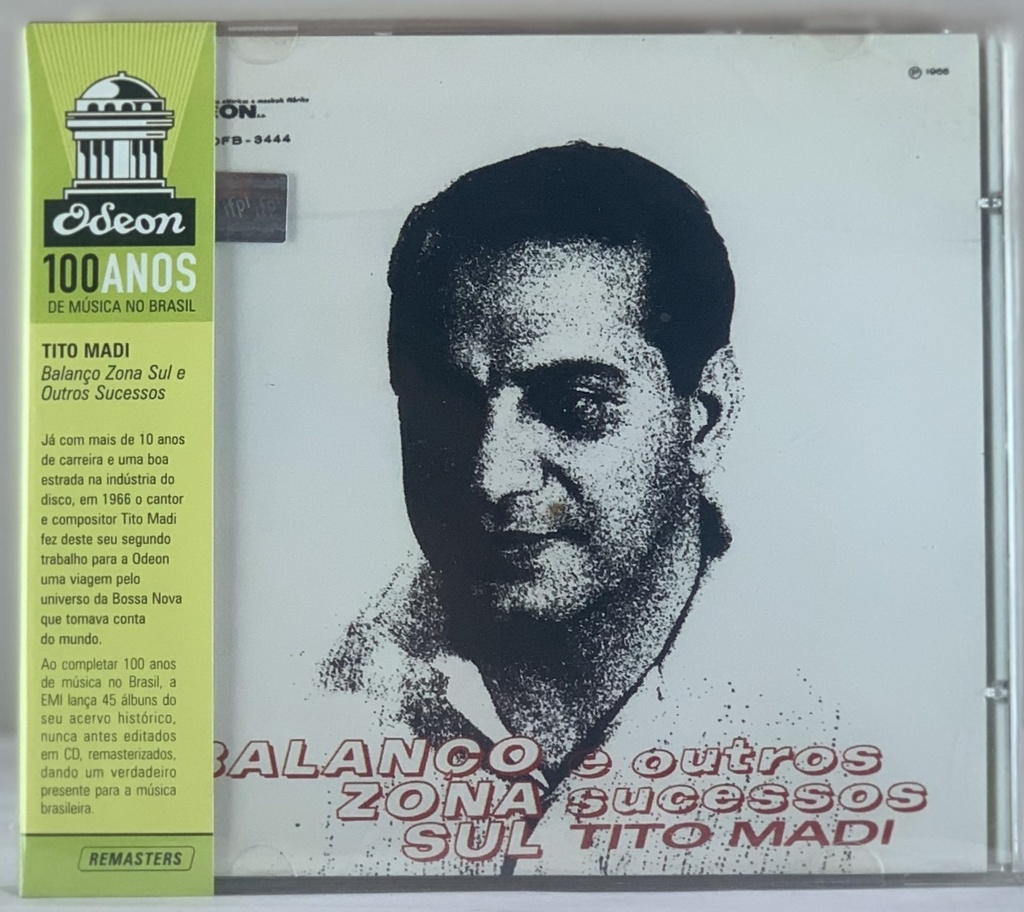 Odeon
100ANOS
DE MÚSICA NO BRASIL
TITO MADI
Balanço Zona Sul e
Outros Sucessos
Já com mais de 10 anos
de carreira e uma boa
estrada na indústria do
disco, em 1966 o cantor
e compositor Tito Madi
fez deste seu segundo
trabalho para a Odeon
uma viagem pelo
universo da Bossa Nova
que tomava conta
do mundo.
Ao completar 100 anos
de música no Brasil, a
EMI lança 45 álbuns do
seu acervo histórico,
nunca antes editados
em CD, remasterizados,
dando um verdadeiro
presente para a música
brasileira.
REMASTERS
EON
OFB-3444
ifpi ifpi
℗ 1966
BALANÇO e outros
ZONA sucessos
SUL TITO MADI